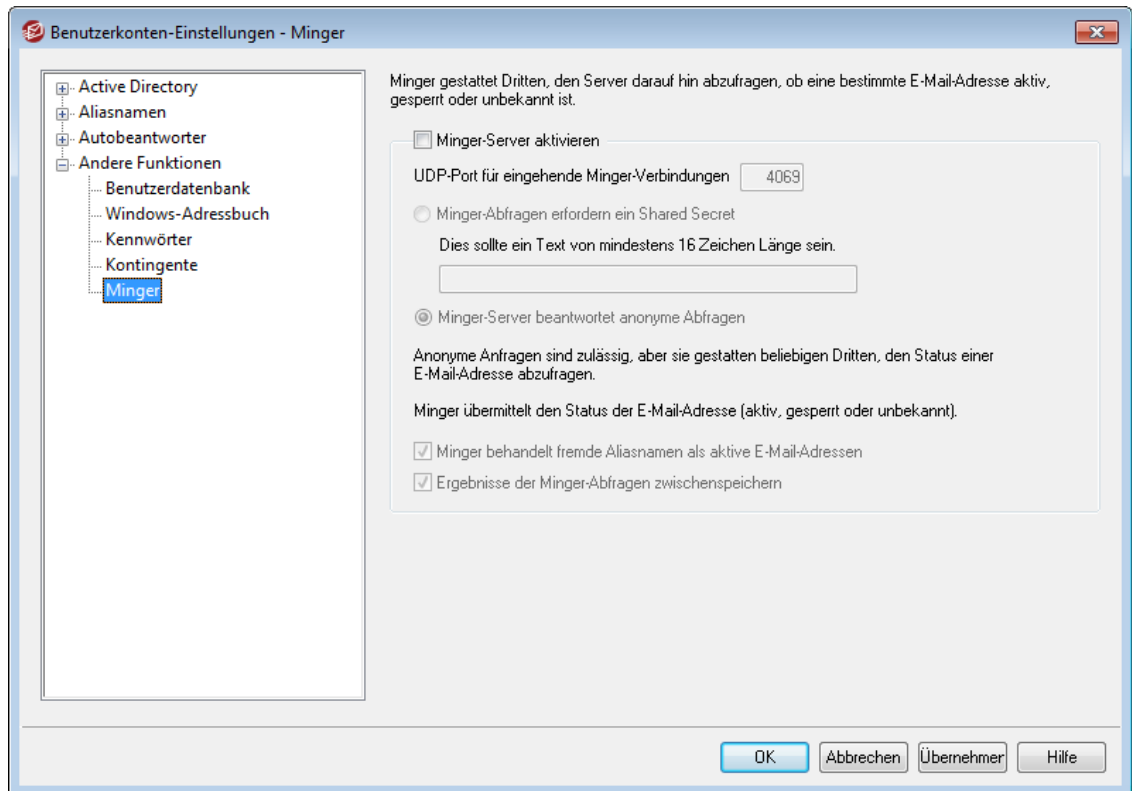 Benutzerkonten-Einstellungen - Minger
Active Directory
Aliasnamen
Autobeantworter
Andere Funktionen
Benutzerdatenbank
Windows-Adressbuch
Kennwörter
Kontingente
Minger
Minger gestattet Dritten, den Server darauf hin abzufragen, ob eine bestimmte E-Mail-Adresse aktiv,
gesperrt oder unbekannt ist.
Minger-Server aktivieren
UDP-Port für eingehende Minger-Verbindungen 4069
Minger-Abfragen erfordern ein Shared Secret
Dies sollte ein Text von mindestens 16 Zeichen Länge sein.
Minger-Server beantwortet anonyme Abfragen
Anonyme Anfragen sind zulässig, aber sie gestatten beliebigen Dritten, den Status einer
E-Mail-Adresse abzufragen.
Minger übermittelt den Status der E-Mail-Adresse (aktiv, gesperrt oder unbekannt).
Minger behandelt fremde Aliasnamen als aktive E-Mail-Adressen
Ergebnisse der Minger-Abfragen zwischenspeichern
OK Abbrechen Übernehmer Hilfe